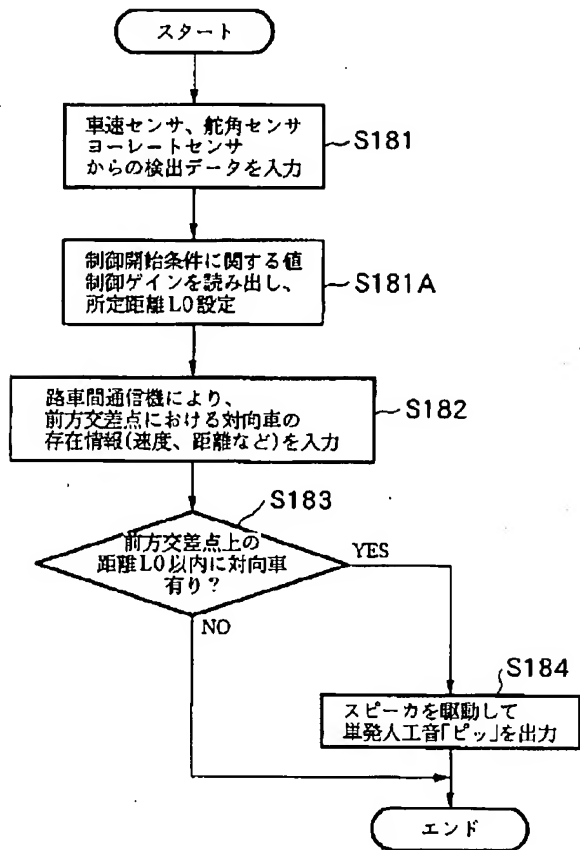 スタート
車速センサ、舵角センサ
ヨーレートセンサ
からの検出データを入力
S181
制御開始条件に関する値
制御ゲインを読み出し、
所定距離L0設定
S181A
路車間通信機により、
前方交差点における対向車の
存在情報(速度、距離など)を入力
S182
S183
前方交差点上の
距離L0以内に対向車
有り?
YES
NO
S184
スピーカを駆動して
単発人工音「ピッ」を出力
エンド